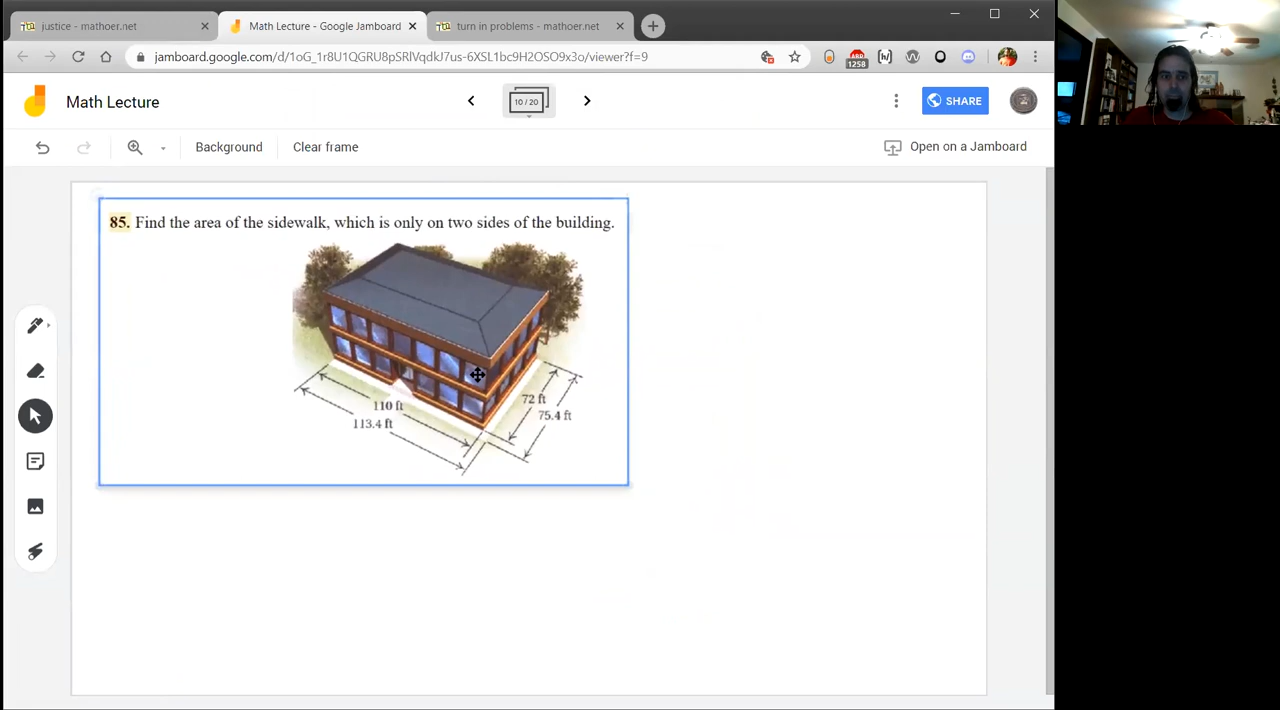 justice - mathoer.net
Math Lecture - Google Jamboard
turn in problems - mathoer.net
jamboard.google.com/d/1oG_1r8U1QGRU8pSRlVqdkJ7us-6XSL1bc9H2OSO9x3o/viewer?f=9
1258
Math Lecture
10 / 20
SHARE
Background
Clear frame
Open on a Jamboard
85. Find the area of the sidewalk, which is only on two sides of the building.
110 ft
113.4 ft
72 ft
75.4 ft